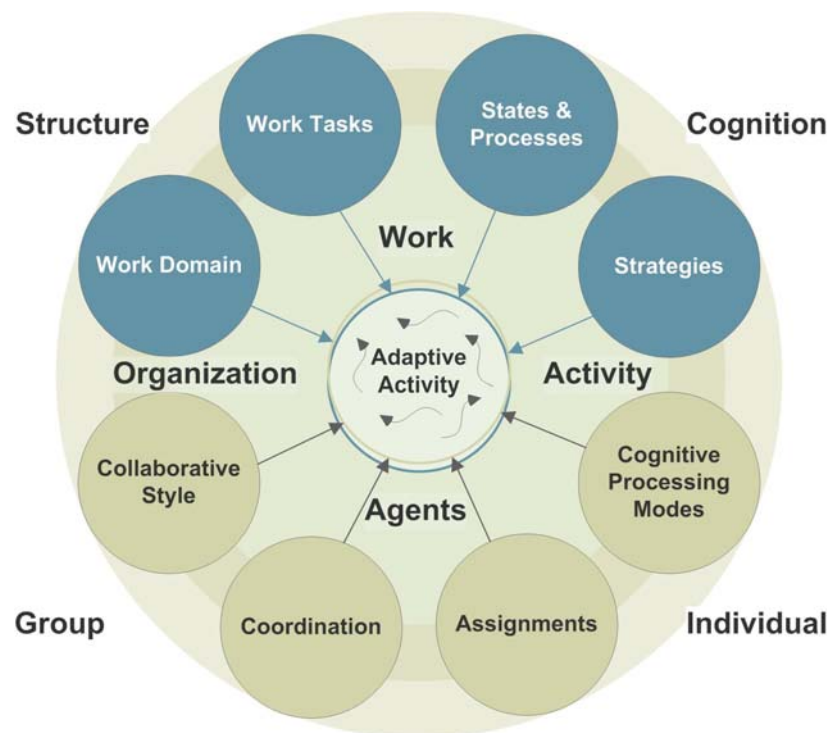 Structure
Work Tasks
States &
Processes
Cognition
Work
Work Domain
Strategies
Organization
Adaptive
Activity
Activity
Collaborative
Style
Cognitive
Processing
Modes
Agents
Group
Coordination
Assignments
Individual